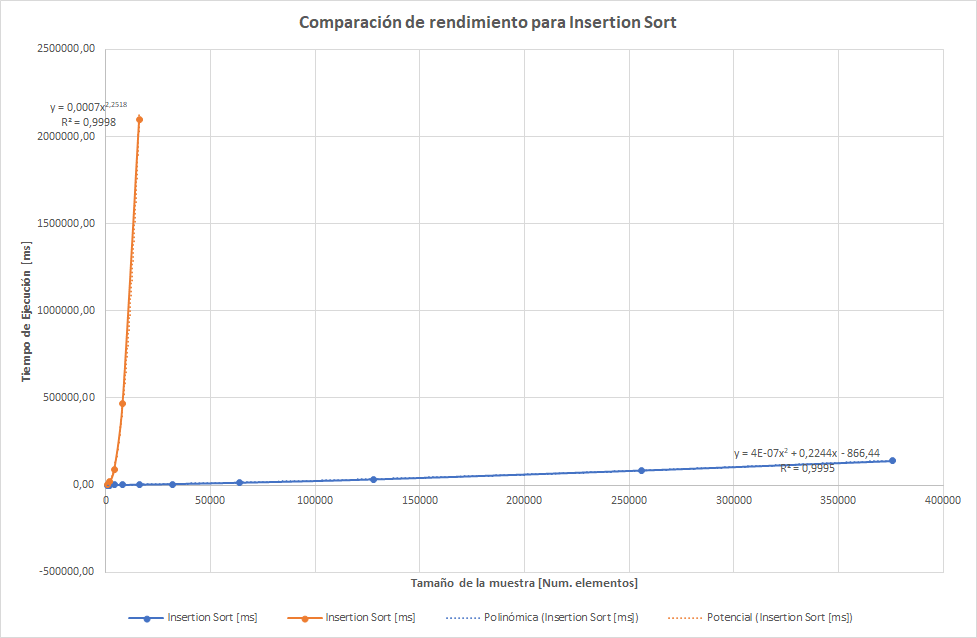 Comparación de rendimiento para Insertion Sort
2500000,00
y = 0,0007x^2,2518
R² = 0,9998
2000000,00
1500000,00
1000000,00
500000,00
0,00
-500000,00
Tiempo de Ejecución [ms]
y = 4E-07x² + 0,2244x - 866,44
R² = 0,9995
0 50000 100000 150000 200000 250000 300000 350000 400000
Tamaño de la muestra [Num. elementos]
Insertion Sort [ms] Insertion Sort [ms] Polinómica (Insertion Sort [ms]) Potencial (Insertion Sort [ms])